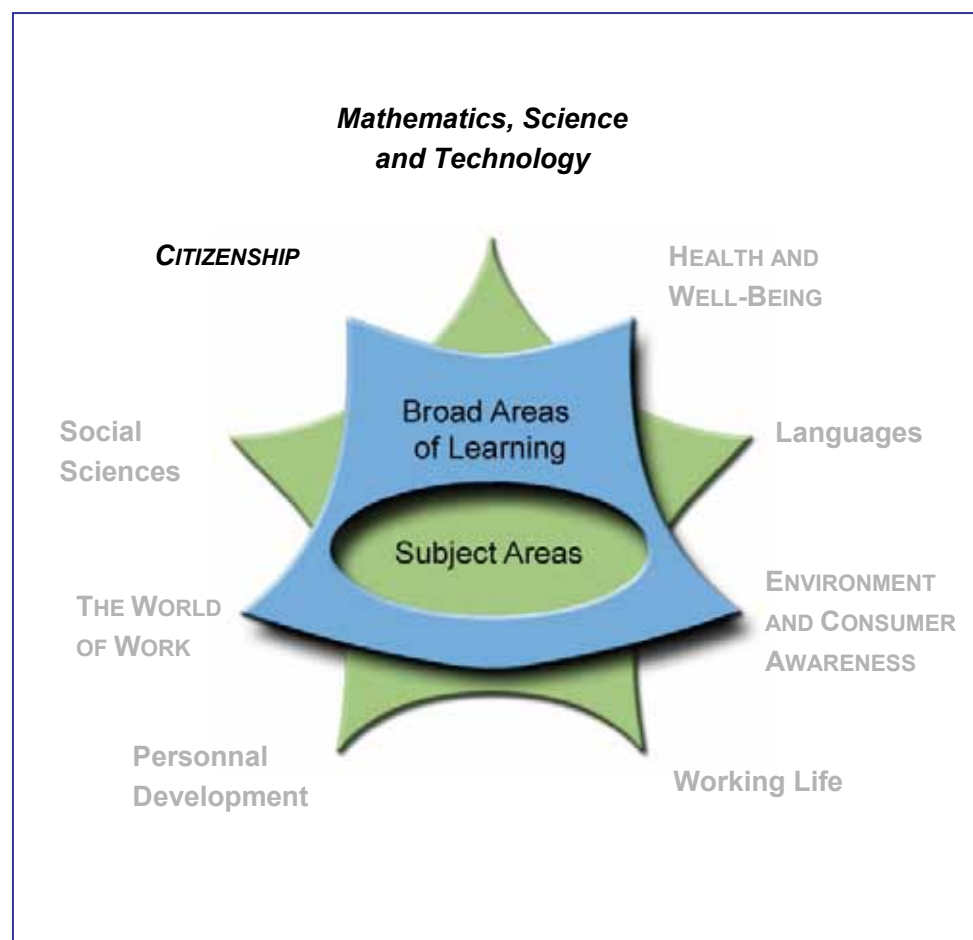 Mathematics, Science
and Technology
CITIZENSHIP
HEALTH AND
WELL-BEING
Broad Areas
of Learning
Social
Sciences
Languages
Subject Areas
THE WORLD
OF WORK
ENVIRONMENT
AND CONSUMER
AWARENESS
Personnal
Development
Working Life